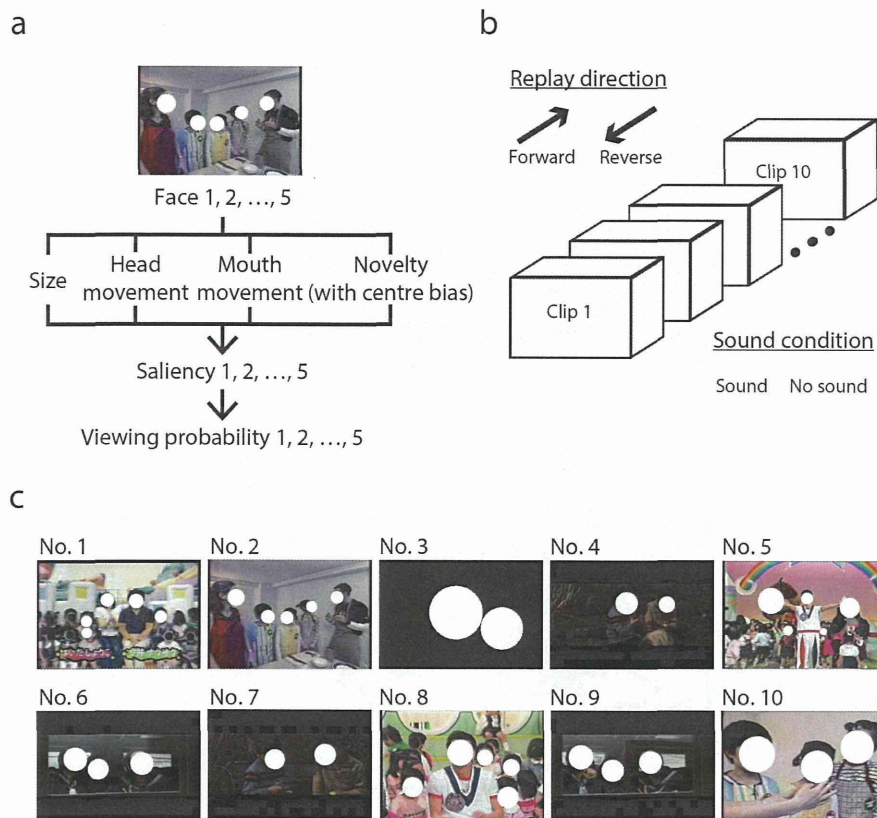 a
Face 1, 2, ..., 5
Size
Head movement
Mouth movement
Novelty (with centre bias)
Saliency 1, 2, ..., 5
Viewing probability 1, 2, ..., 5
b
Replay direction
Forward Reverse
Clip 10
Clip 1
Sound condition
Sound No sound
c
No. 1 No. 2 No. 3 No. 4 No. 5
No. 6 No. 7 No. 8 No. 9 No. 10